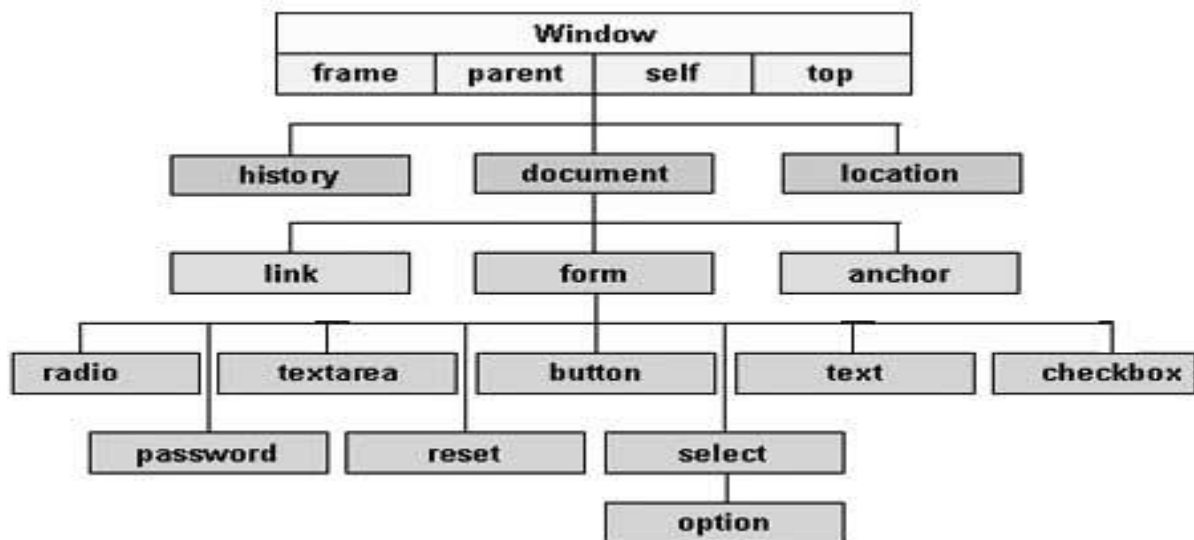 Window
frame parent self top
history document location
link form anchor
radio textarea button text checkbox
password reset select
option